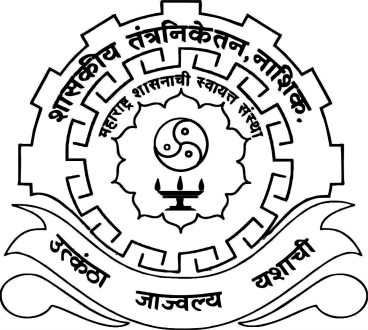 शासकीय तंत्रनिकेतन, नाशिक.
महाराष्ट्र शासनाची स्वायत्त संस्था
उत्कंठा जाज्वल्य यशाची